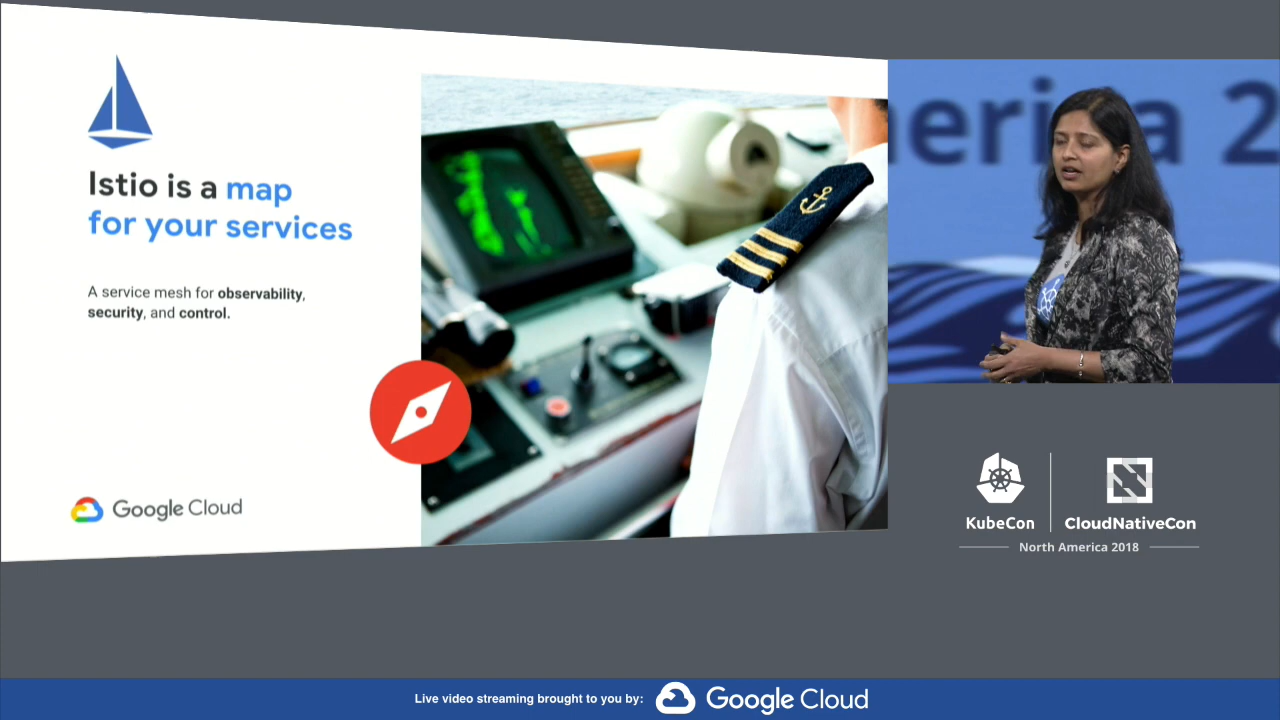 Istio is a map
for your services
A service mesh for observability,
security, and control.
Google Cloud
2
KubeCon
CloudNativeCon
North America 2018
Live video streaming brought to you by:
Google Cloud